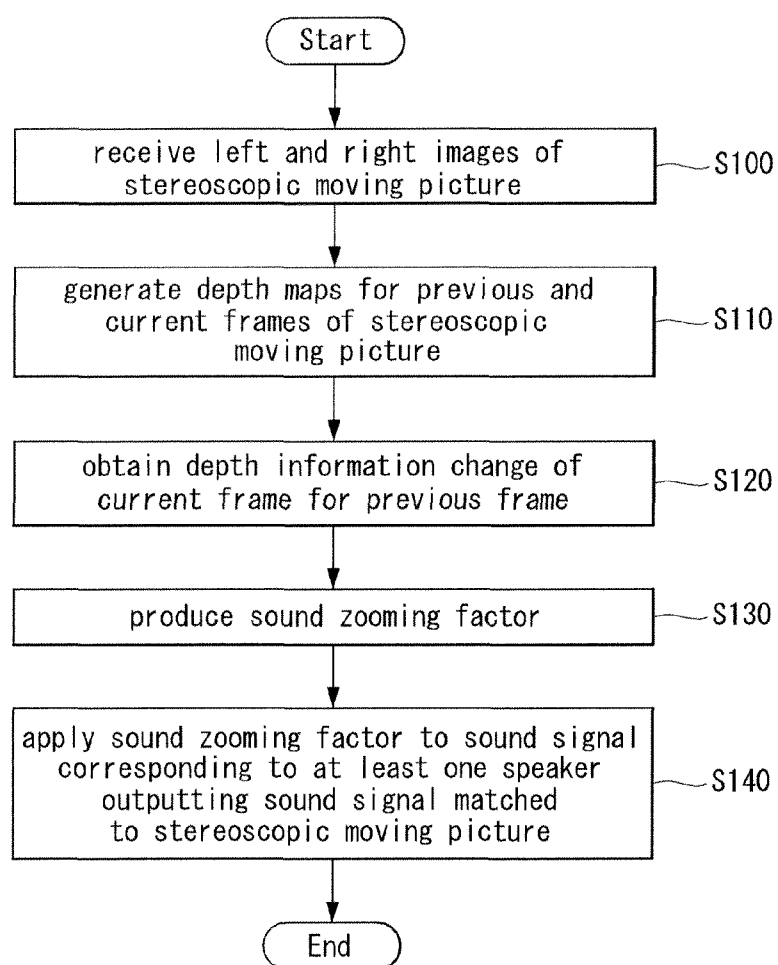 Start
receive left and right images of
stereoscopic moving picture
S100
generate depth maps for previous and
current frames of stereoscopic
moving picture
S110
obtain depth information change of
current frame for previous frame
S120
produce sound zooming factor
S130
apply sound zooming factor to sound signal
corresponding to at least one speaker
outputting sound signal matched
to stereoscopic moving picture
S140
End